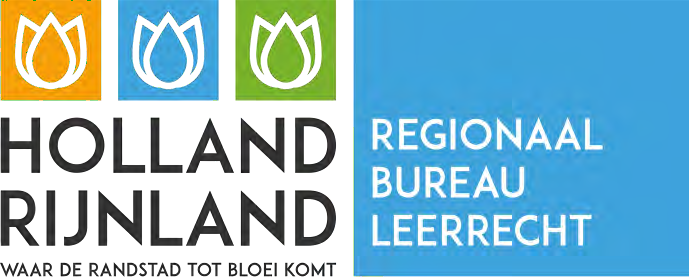 HOLLAND
RIJNLAND
WAAR DE RANDSTAD TOT BLOEI KOMT
REGIONAAL
BUREAU
LEERRECHT